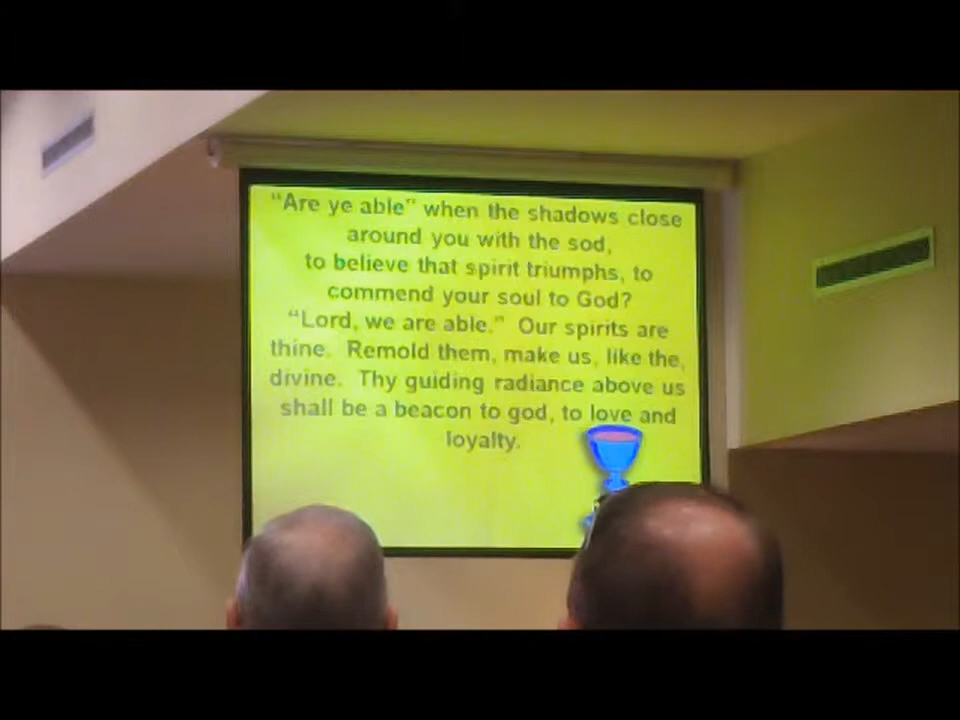 "Are ye able" when the shadows close
around you with the sod,
to believe that spirit triumphs, to
commend your soul to God?
"Lord, we are able." Our spirits are
thine. Remold them, make us, like the,
divine. Thy guiding radiance above us
shall be a beacon to god, to love and
loyalty.